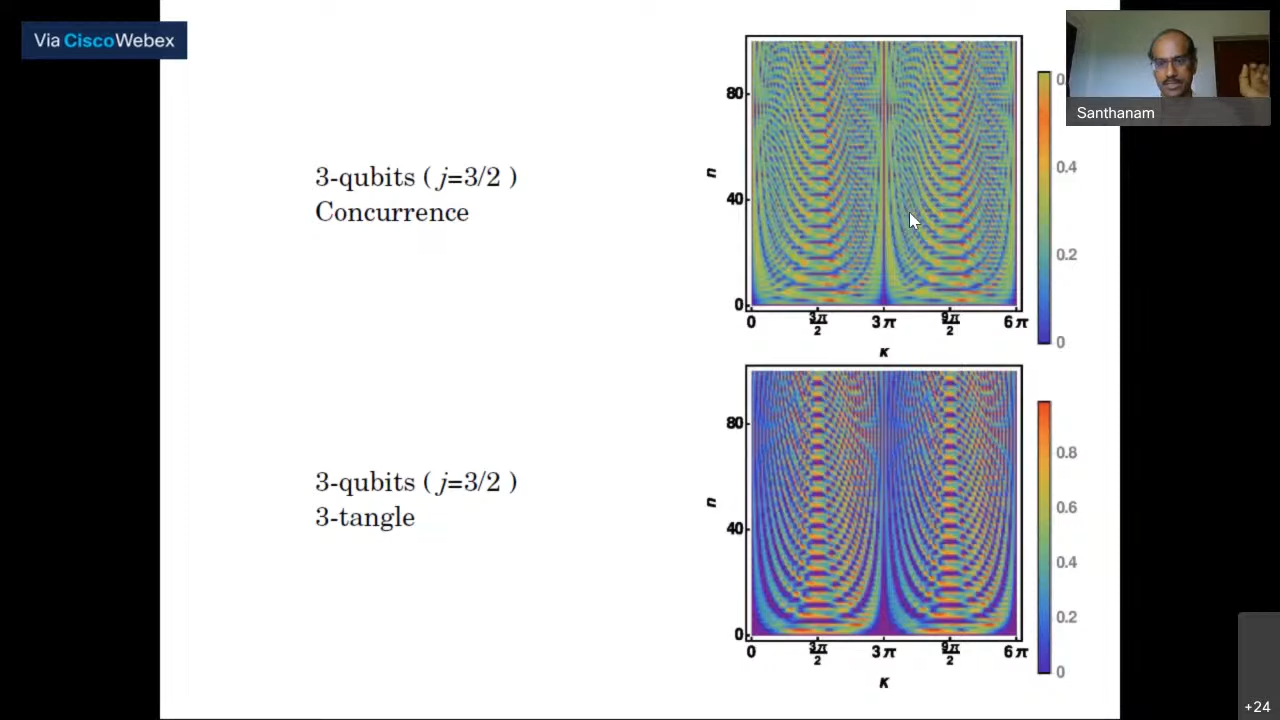 Via CiscoWebex
Santhanam
3-qubits ( j=3/2 )
Concurrence
n
80
40
0
0
3π/2
3π
9π/2
6π
κ
0.4
0.2
0
3-qubits ( j=3/2 )
3-tangle
n
80
40
0
0
3π/2
3π
9π/2
6π
κ
0.8
0.6
0.4
0.2
0
+24